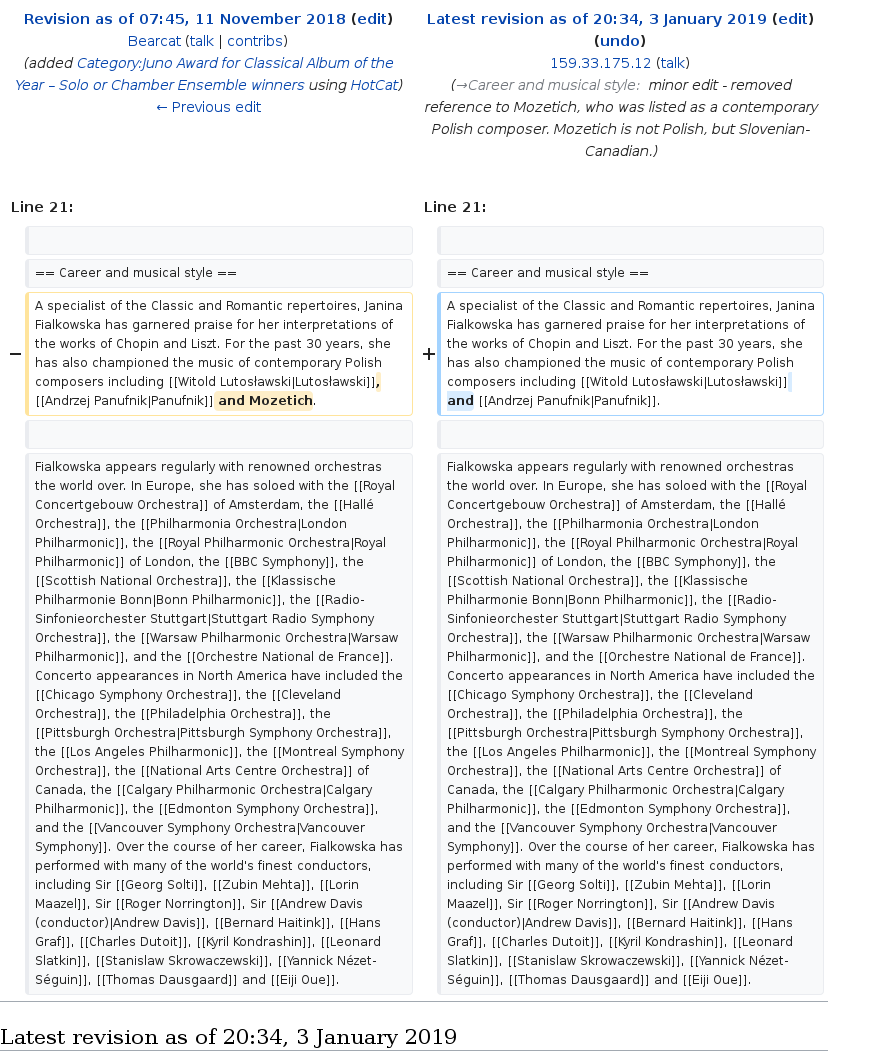 Revision as of 07:45, 11 November 2018 (edit)
Bearcat (talk | contribs)
(added Category:Juno Award for Classical Album of the
Year – Solo or Chamber Ensemble winners using HotCat)
← Previous edit
Latest revision as of 20:34, 3 January 2019 (edit)
(undo)
159.33.175.12 (talk)
(→Career and musical style: minor edit - removed
reference to Mozetich, who was listed as a contemporary
Polish composer. Mozetich is not Polish, but Slovenian-
Canadian.)
Line 21:
Line 21:
== Career and musical style ==
== Career and musical style ==
−
A specialist of the Classic and Romantic repertoires, Janina
Fialkowska has garnered praise for her interpretations of
the works of Chopin and Liszt. For the past 30 years, she
has also championed the music of contemporary Polish
composers including [[Witold Lutosławski|Lutosławski]],
[[Andrzej Panufnik|Panufnik]] and Mozetich.
+
A specialist of the Classic and Romantic repertoires, Janina
Fialkowska has garnered praise for her interpretations of
the works of Chopin and Liszt. For the past 30 years, she
has also championed the music of contemporary Polish
composers including [[Witold Lutosławski|Lutosławski]]
and [[Andrzej Panufnik|Panufnik]].
Fialkowska appears regularly with renowned orchestras
the world over. In Europe, she has soloed with the [[Royal
Concertgebouw Orchestra]] of Amsterdam, the [[Hallé
Orchestra]], the [[Philharmonia Orchestra|London
Philharmonic]], the [[Royal Philharmonic Orchestra|Royal
Philharmonic]] of London, the [[BBC Symphony]], the
[[Scottish National Orchestra]], the [[Klassische
Philharmonie Bonn|Bonn Philharmonic]], the [[Radio-
Sinfonieorchester Stuttgart|Stuttgart Radio Symphony
Orchestra]], the [[Warsaw Philharmonic Orchestra|Warsaw
Philharmonic]], and the [[Orchestre National de France]].
Concerto appearances in North America have included the
[[Chicago Symphony Orchestra]], the [[Cleveland
Orchestra]], the [[Philadelphia Orchestra]], the
[[Pittsburgh Orchestra|Pittsburgh Symphony Orchestra]],
the [[Los Angeles Philharmonic]], the [[Montreal Symphony
Orchestra]], the [[National Arts Centre Orchestra]] of
Canada, the [[Calgary Philharmonic Orchestra|Calgary
Philharmonic]], the [[Edmonton Symphony Orchestra]],
and the [[Vancouver Symphony Orchestra|Vancouver
Symphony]]. Over the course of her career, Fialkowska has
performed with many of the world's finest conductors,
including Sir [[Georg Solti]], [[Zubin Mehta]], [[Lorin
Maazel]], Sir [[Roger Norrington]], Sir [[Andrew Davis
(conductor)|Andrew Davis]], [[Bernard Haitink]], [[Hans
Graf]], [[Charles Dutoit]], [[Kyril Kondrashin]], [[Leonard
Slatkin]], [[Stanislaw Skrowaczewski]], [[Yannick Nézet-
Séguin]], [[Thomas Dausgaard]] and [[Eiji Oue]].
Fialkowska appears regularly with renowned orchestras
the world over. In Europe, she has soloed with the [[Royal
Concertgebouw Orchestra]] of Amsterdam, the [[Hallé
Orchestra]], the [[Philharmonia Orchestra|London
Philharmonic]], the [[Royal Philharmonic Orchestra|Royal
Philharmonic]] of London, the [[BBC Symphony]], the
[[Scottish National Orchestra]], the [[Klassische
Philharmonie Bonn|Bonn Philharmonic]], the [[Radio-
Sinfonieorchester Stuttgart|Stuttgart Radio Symphony
Orchestra]], the [[Warsaw Philharmonic Orchestra|Warsaw
Philharmonic]], and the [[Orchestre National de France]].
Concerto appearances in North America have included the
[[Chicago Symphony Orchestra]], the [[Cleveland
Orchestra]], the [[Philadelphia Orchestra]], the
[[Pittsburgh Orchestra|Pittsburgh Symphony Orchestra]],
the [[Los Angeles Philharmonic]], the [[Montreal Symphony
Orchestra]], the [[National Arts Centre Orchestra]] of
Canada, the [[Calgary Philharmonic Orchestra|Calgary
Philharmonic]], the [[Edmonton Symphony Orchestra]],
and the [[Vancouver Symphony Orchestra|Vancouver
Symphony]]. Over the course of her career, Fialkowska has
performed with many of the world's finest conductors,
including Sir [[Georg Solti]], [[Zubin Mehta]], [[Lorin
Maazel]], Sir [[Roger Norrington]], Sir [[Andrew Davis
(conductor)|Andrew Davis]], [[Bernard Haitink]], [[Hans
Graf]], [[Charles Dutoit]], [[Kyril Kondrashin]], [[Leonard
Slatkin]], [[Stanislaw Skrowaczewski]], [[Yannick Nézet-
Séguin]], [[Thomas Dausgaard]] and [[Eiji Oue]].
Latest revision as of 20:34, 3 January 2019